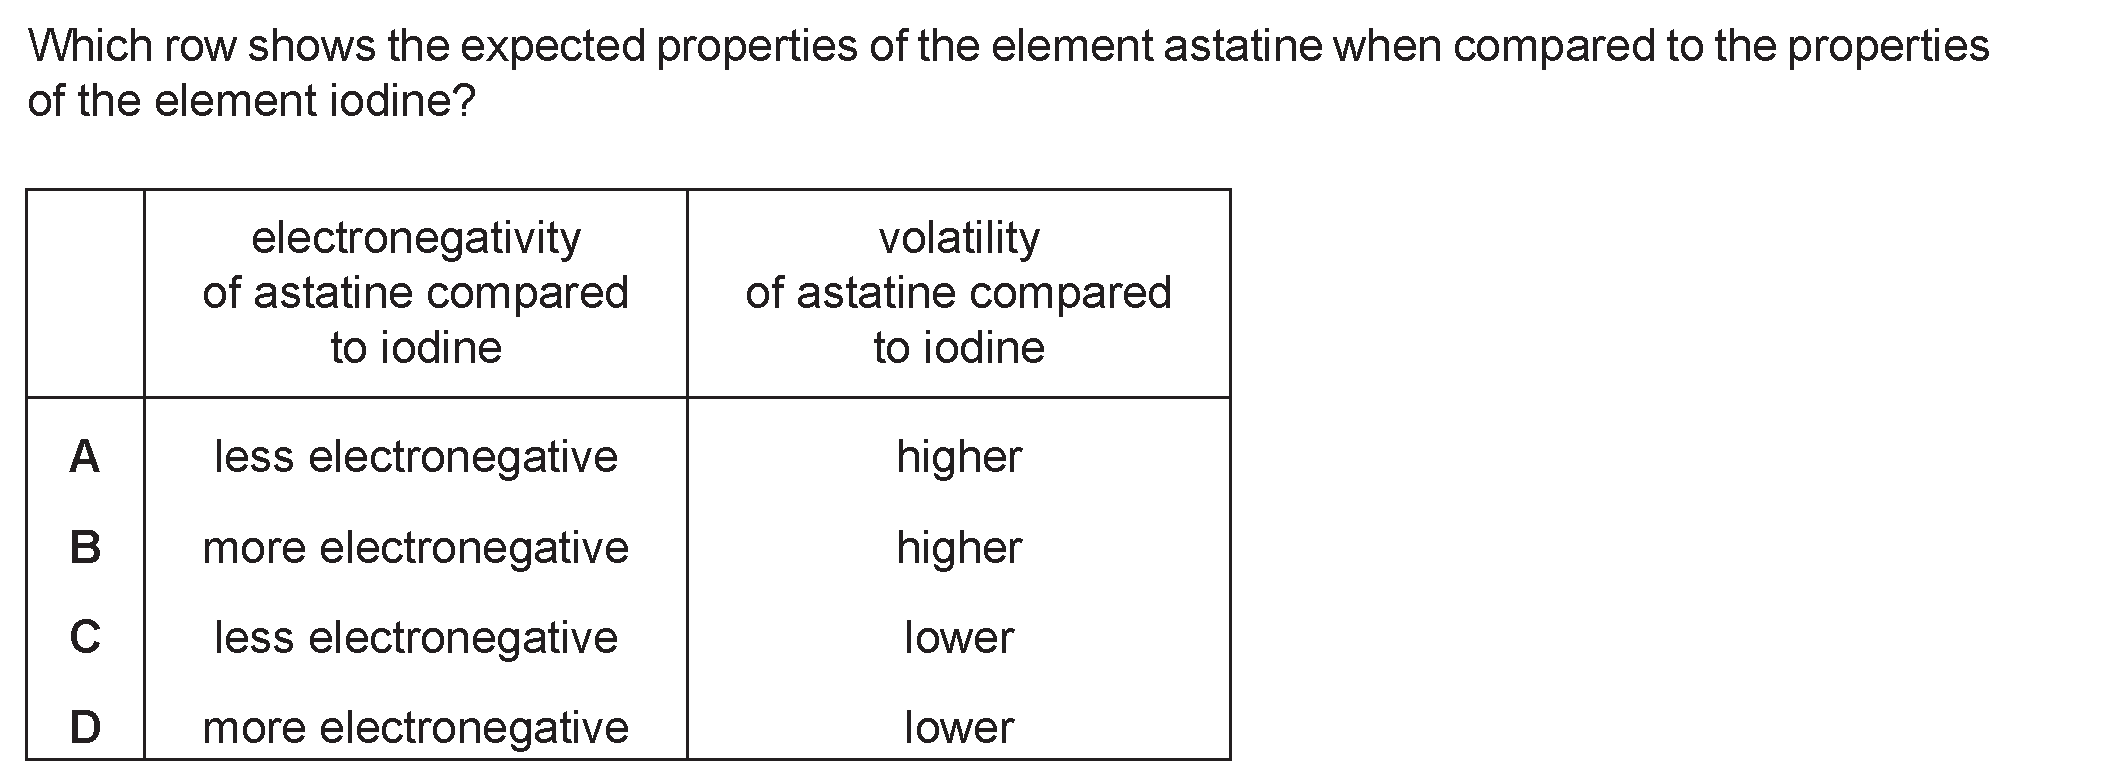 Which row shows the expected properties of the element astatine when compared to the properties
of the element iodine?
electronegativity
of astatine compared
to iodine
volatility
of astatine compared
to iodine
A less electronegative higher
B more electronegative higher
C less electronegative lower
D more electronegative lower